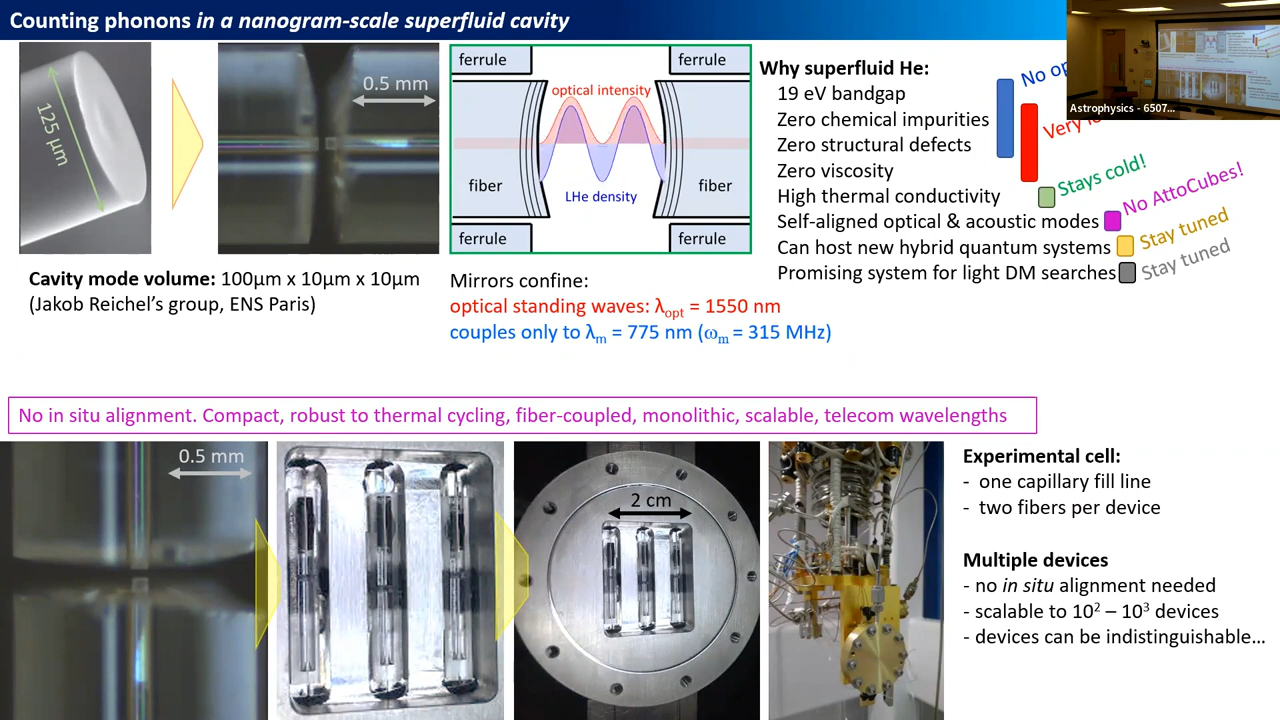 Counting phonons in a nanogram-scale superfluid cavity
125 µm
0.5 mm
ferrule
ferrule
optical intensity
fiber
fiber
LHe density
ferrule
ferrule
Why superfluid He:
19 eV bandgap
Zero chemical impurities
Zero structural defects
Zero viscosity
High thermal conductivity
Self-aligned optical & acoustic modes
Can host new hybrid quantum systems
Promising system for light DM searches
No
Very
Stays cold!
No AttoCubes!
Stay tuned
Stay tuned
Astrophysics - 6507...
Cavity mode volume: 100µm x 10µm x 10µm
(Jakob Reichel's group, ENS Paris)
Mirrors confine:
optical standing waves: λopt = 1550 nm
couples only to λm = 775 nm (ωm = 315 MHz)
No in situ alignment. Compact, robust to thermal cycling, fiber-coupled, monolithic, scalable, telecom wavelengths
0.5 mm
2 cm
Experimental cell:
- one capillary fill line
- two fibers per device
Multiple devices
- no in situ alignment needed
- scalable to 10² – 10³ devices
- devices can be indistinguishable…